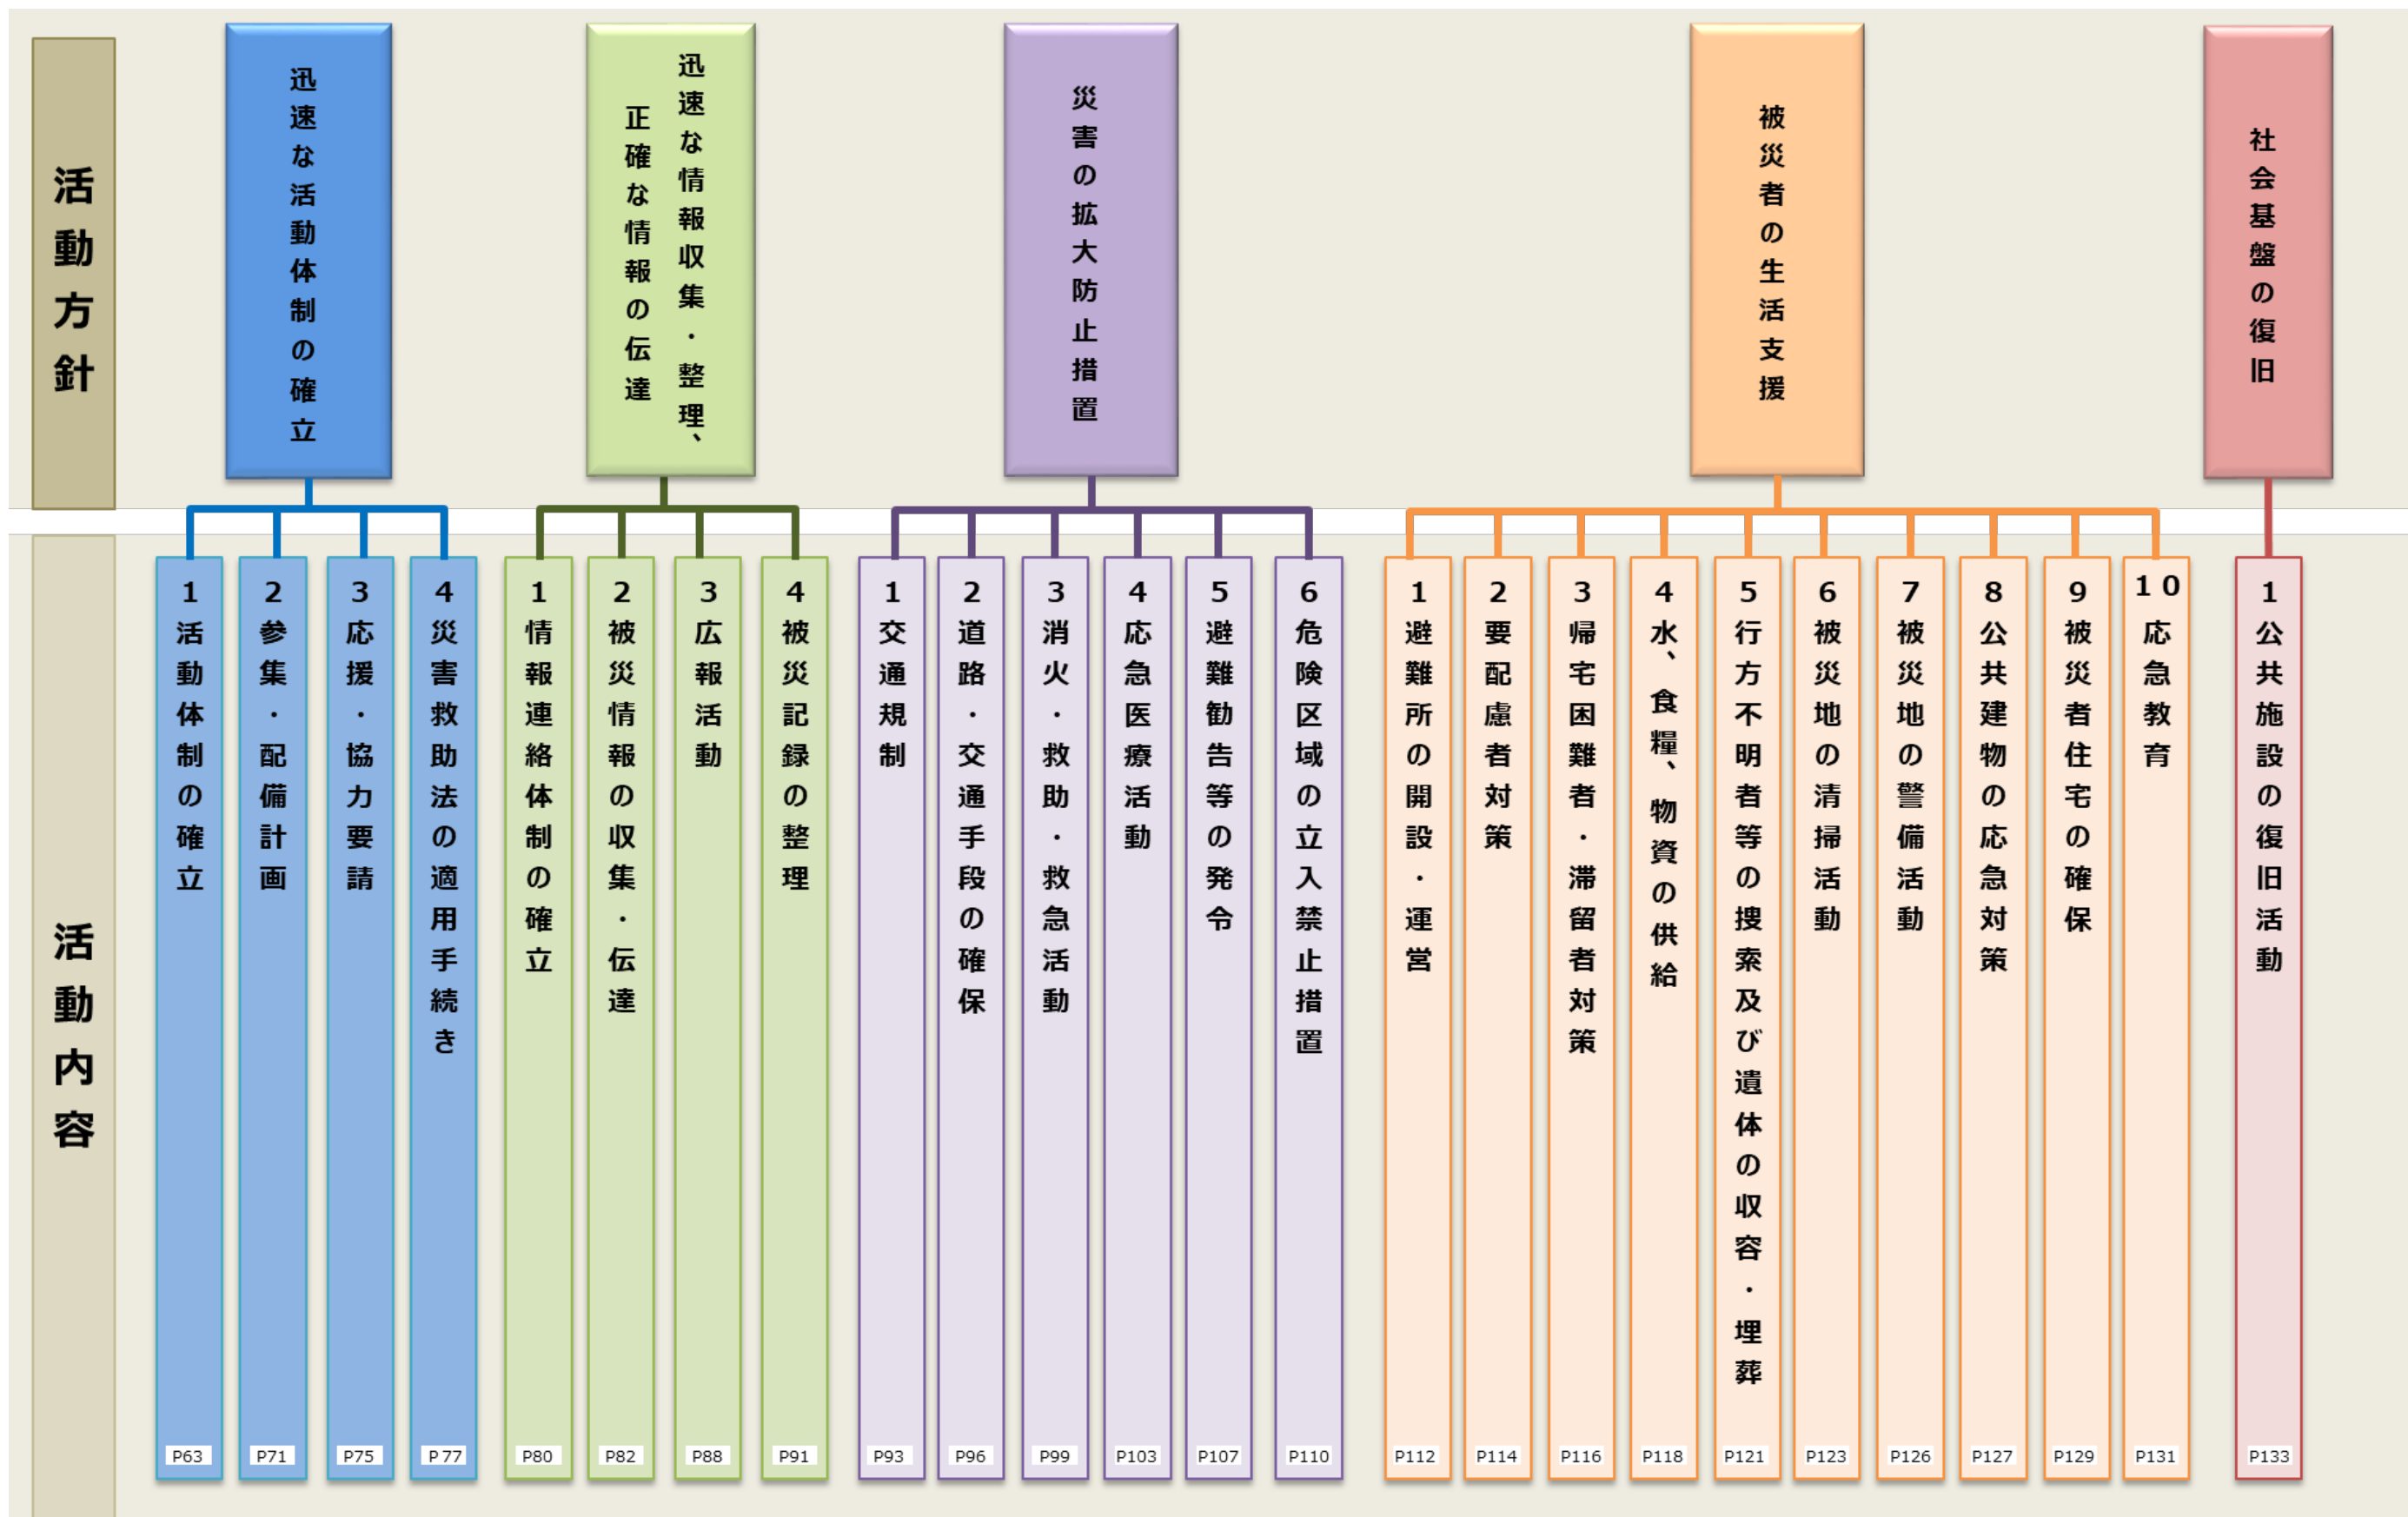 活動方針
迅速な活動体制の確立
迅速な情報収集・整理、
正確な情報の伝達
災害の拡大防止措置
被災者の生活支援
社会基盤の復旧
活動内容
1活動体制の確立
P63
2参集・配備計画
P71
3応援・協力要請
P75
4災害救助法の適用手続き
P77
1情報連絡体制の確立
P80
2被災情報の収集・伝達
P82
3広報活動
P88
4被災記録の整理
P91
1交通規制
P93
2道路・交通手段の確保
P96
3消火・救助・救急活動
P99
4応急医療活動
P103
5避難勧告等の発令
P107
6危険区域の立入禁止措置
P110
1避難所の開設・運営
P112
2要配慮者対策
P114
3帰宅困難者・滞留者対策
P116
4水、食糧、物資の供給
P118
5行方不明者等の捜索及び遺体の収容・埋葬
P121
6被災地の清掃活動
P123
7被災地の警備活動
P126
8公共建物の応急対策
P127
9被災者住宅の確保
P129
10応急教育
P131
1公共施設の復旧活動
P133